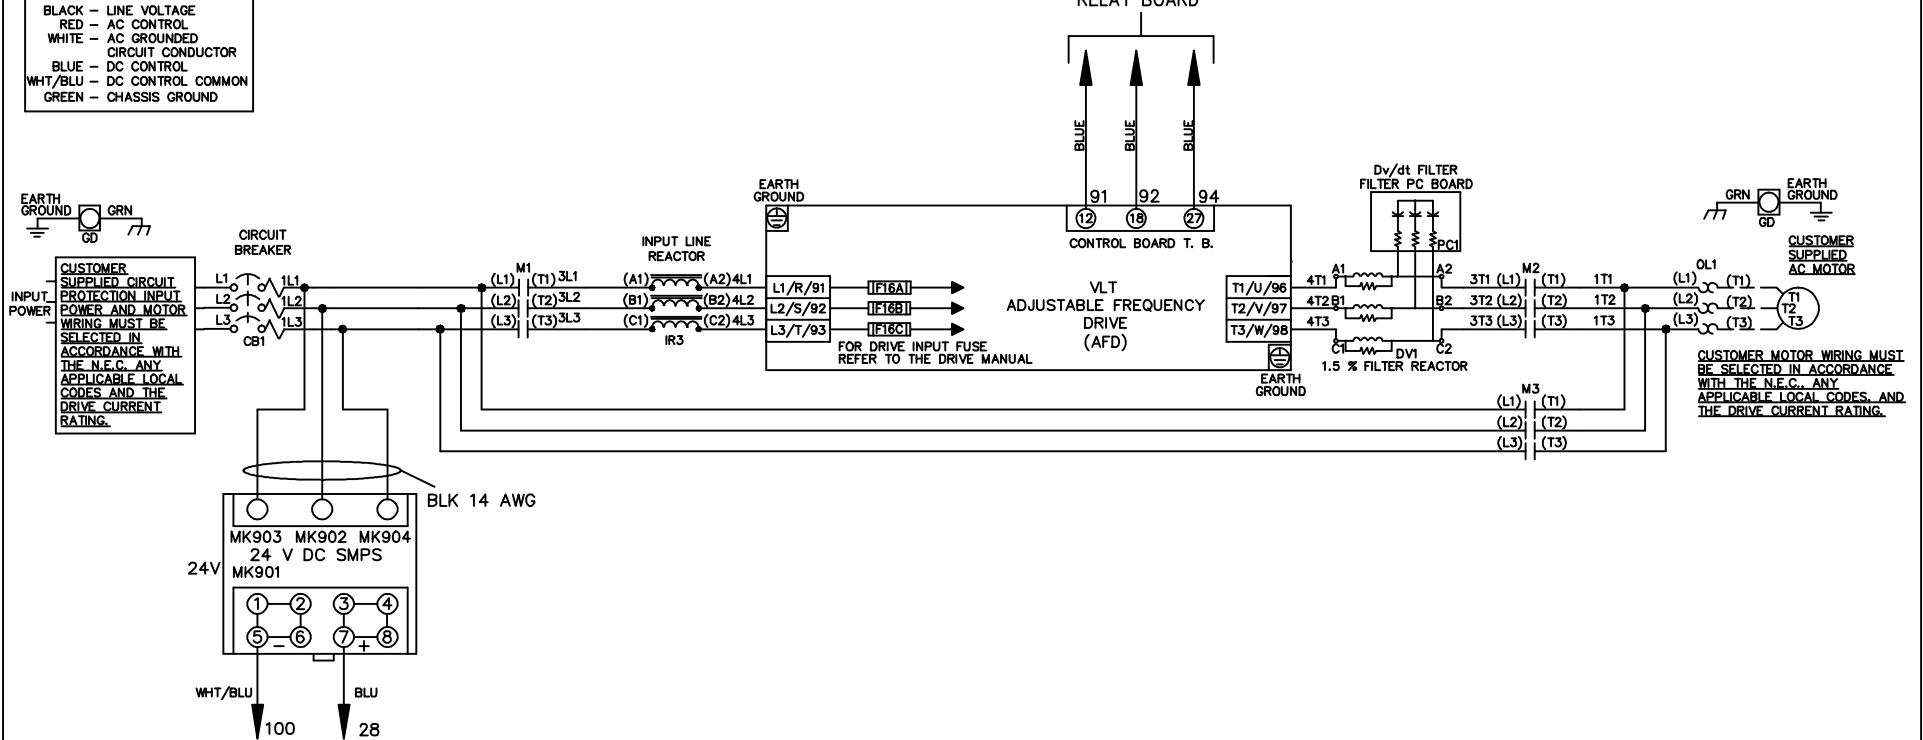 BLACK – LINE VOLTAGE
RED – AC CONTROL
WHITE – AC GROUNDED
CIRCUIT CONDUCTOR
BLUE – DC CONTROL
WHT/BLU – DC CONTROL COMMON
GREEN – CHASSIS GROUND
RELAY BOARD
BLUE
BLUE
BLUE
91
92
94
12
18
27
CONTROL BOARD T. B.
EARTH
GROUND
GRN
GD
CIRCUIT
BREAKER
CUSTOMER
SUPPLIED CIRCUIT
PROTECTION INPUT
POWER AND MOTOR
WIRING MUST BE
SELECTED IN
ACCORDANCE WITH
THE N.E.C. ANY
APPLICABLE LOCAL
CODES AND THE
DRIVE CURRENT
RATING.
INPUT
POWER
L1
L2
L3
1L1
1L2
1L3
CB1
M1
(L1) (T1) 3L1
(L2) (T2) 3L2
(L3) (T3) 3L3
INPUT LINE
REACTOR
(A1) (A2) 4L1
(B1) (B2) 4L2
(C1) (C2) 4L3
IR3
EARTH
GROUND
L1/R/91
L2/S/92
L3/T/93
F16A
F16B
F16C
FOR DRIVE INPUT FUSE
REFER TO THE DRIVE MANUAL
VLT
ADJUSTABLE FREQUENCY
DRIVE
(AFD)
T1/U/96
T2/V/97
T3/W/98
EARTH
GROUND
Dv/dt FILTER
FILTER PC BOARD
PC1
4T1 A1 A2
4T2 B1 B2
4T3 C1 C2
DV1
1.5 % FILTER REACTOR
M2
3T1 (L1) (T1) 1T1
3T2 (L2) (T2) 1T2
3T3 (L3) (T3) 1T3
M3
(L1) (T1)
(L2) (T2)
(L3) (T3)
OL1
(L1) (T1)
(L2) (T2)
(L3) (T3)
T1
T2
T3
GRN
GD
EARTH
GROUND
CUSTOMER
SUPPLIED
AC MOTOR
CUSTOMER MOTOR WIRING MUST
BE SELECTED IN ACCORDANCE
WITH THE N.E.C., ANY
APPLICABLE LOCAL CODES, AND
THE DRIVE CURRENT RATING.
BLK 14 AWG
MK903 MK902 MK904
24 V DC SMPS
24V
MK901
1 2 3 4
5 – 6 7 + 8
WHT/BLU
BLU
100
28